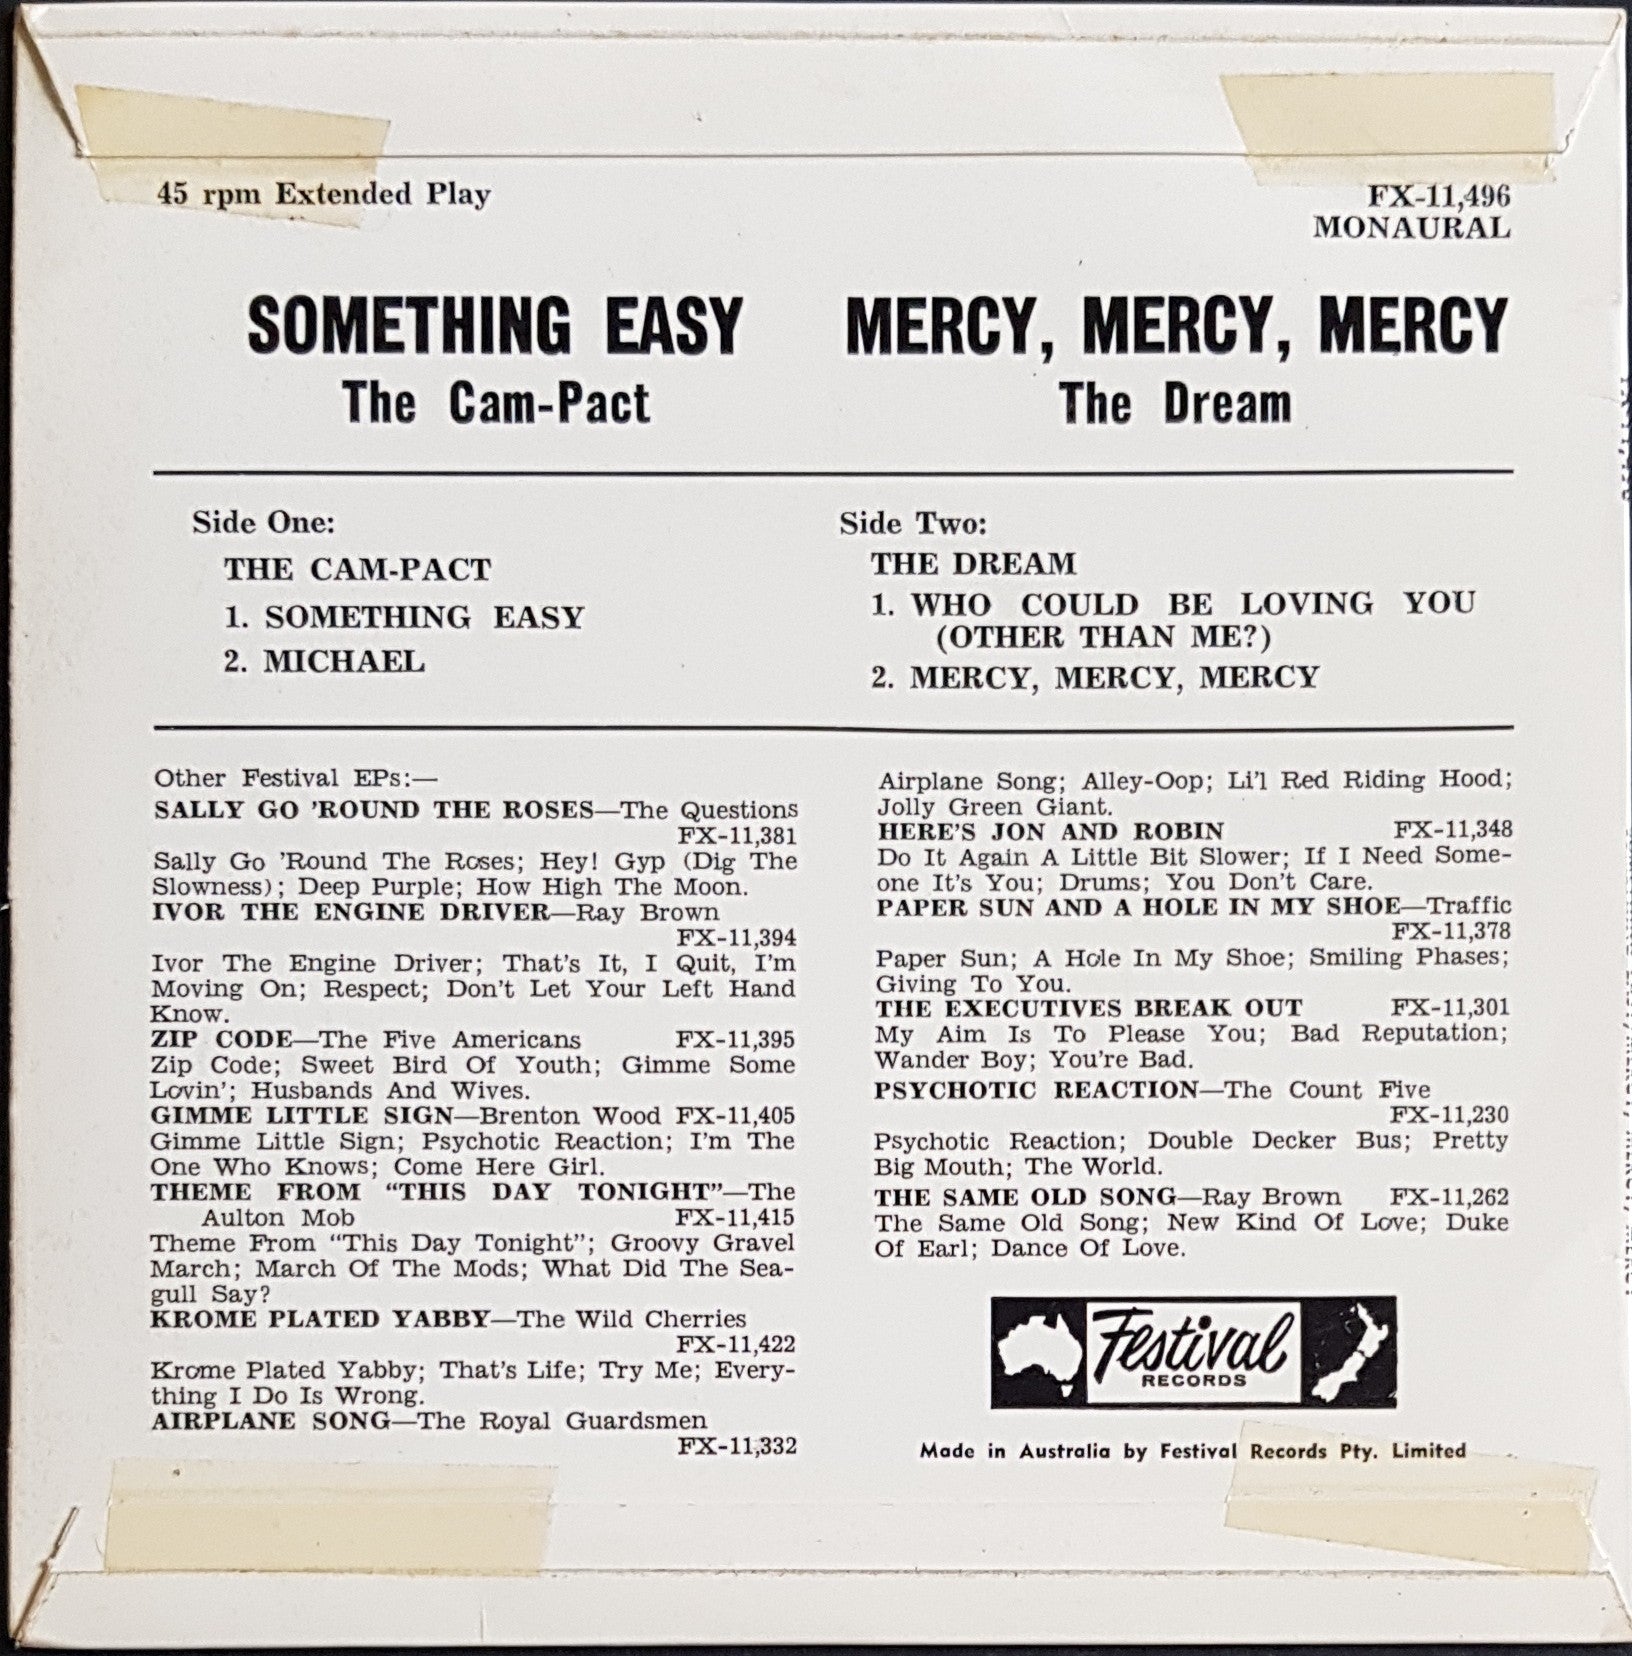 45 rpm Extended Play
FX-11,496
MONAURAL
SOMETHING EASY
The Cam-Pact
MERCY, MERCY, MERCY
The Dream
Side One:
THE CAM-PACT
1. SOMETHING EASY
2. MICHAEL
Side Two:
THE DREAM
1. WHO COULD BE LOVING YOU
(OTHER THAN ME?)
2. MERCY, MERCY, MERCY
Other Festival EPs:—
SALLY GO 'ROUND THE ROSES—The Questions
FX-11,381
Sally Go 'Round The Roses; Hey! Gyp (Dig The
Slowness); Deep Purple; How High The Moon.
IVOR THE ENGINE DRIVER—Ray Brown
FX-11,394
Ivor The Engine Driver; That's It, I Quit, I'm
Moving On; Respect; Don't Let Your Left Hand
Know.
ZIP CODE—The Five Americans FX-11,395
Zip Code; Sweet Bird Of Youth; Gimme Some
Lovin'; Husbands And Wives.
GIMME LITTLE SIGN—Brenton Wood FX-11,405
Gimme Little Sign; Psychotic Reaction; I'm The
One Who Knows; Come Here Girl.
THEME FROM "THIS DAY TONIGHT"—The
Aulton Mob FX-11,415
Theme From "This Day Tonight"; Groovy Gravel
March; March Of The Mods; What Did The Sea-
gull Say?
KROME PLATED YABBY—The Wild Cherries
FX-11,422
Krome Plated Yabby; That's Life; Try Me; Every-
thing I Do Is Wrong.
AIRPLANE SONG—The Royal Guardsmen
FX-11,332
Airplane Song; Alley-Oop; Li'l Red Riding Hood;
Jolly Green Giant.
HERE'S JON AND ROBIN FX-11,348
Do It Again A Little Bit Slower; If I Need Some-
one It's You; Drums; You Don't Care.
PAPER SUN AND A HOLE IN MY SHOE—Traffic
FX-11,378
Paper Sun; A Hole In My Shoe; Smiling Phases;
Giving To You.
THE EXECUTIVES BREAK OUT FX-11,301
My Aim Is To Please You; Bad Reputation;
Wander Boy; You're Bad.
PSYCHOTIC REACTION—The Count Five
FX-11,230
Psychotic Reaction; Double Decker Bus; Pretty
Big Mouth; The World.
THE SAME OLD SONG—Ray Brown FX-11,262
The Same Old Song; New Kind Of Love; Duke
Of Earl; Dance Of Love.
Festival
RECORDS
Made in Australia by Festival Records Pty. Limited